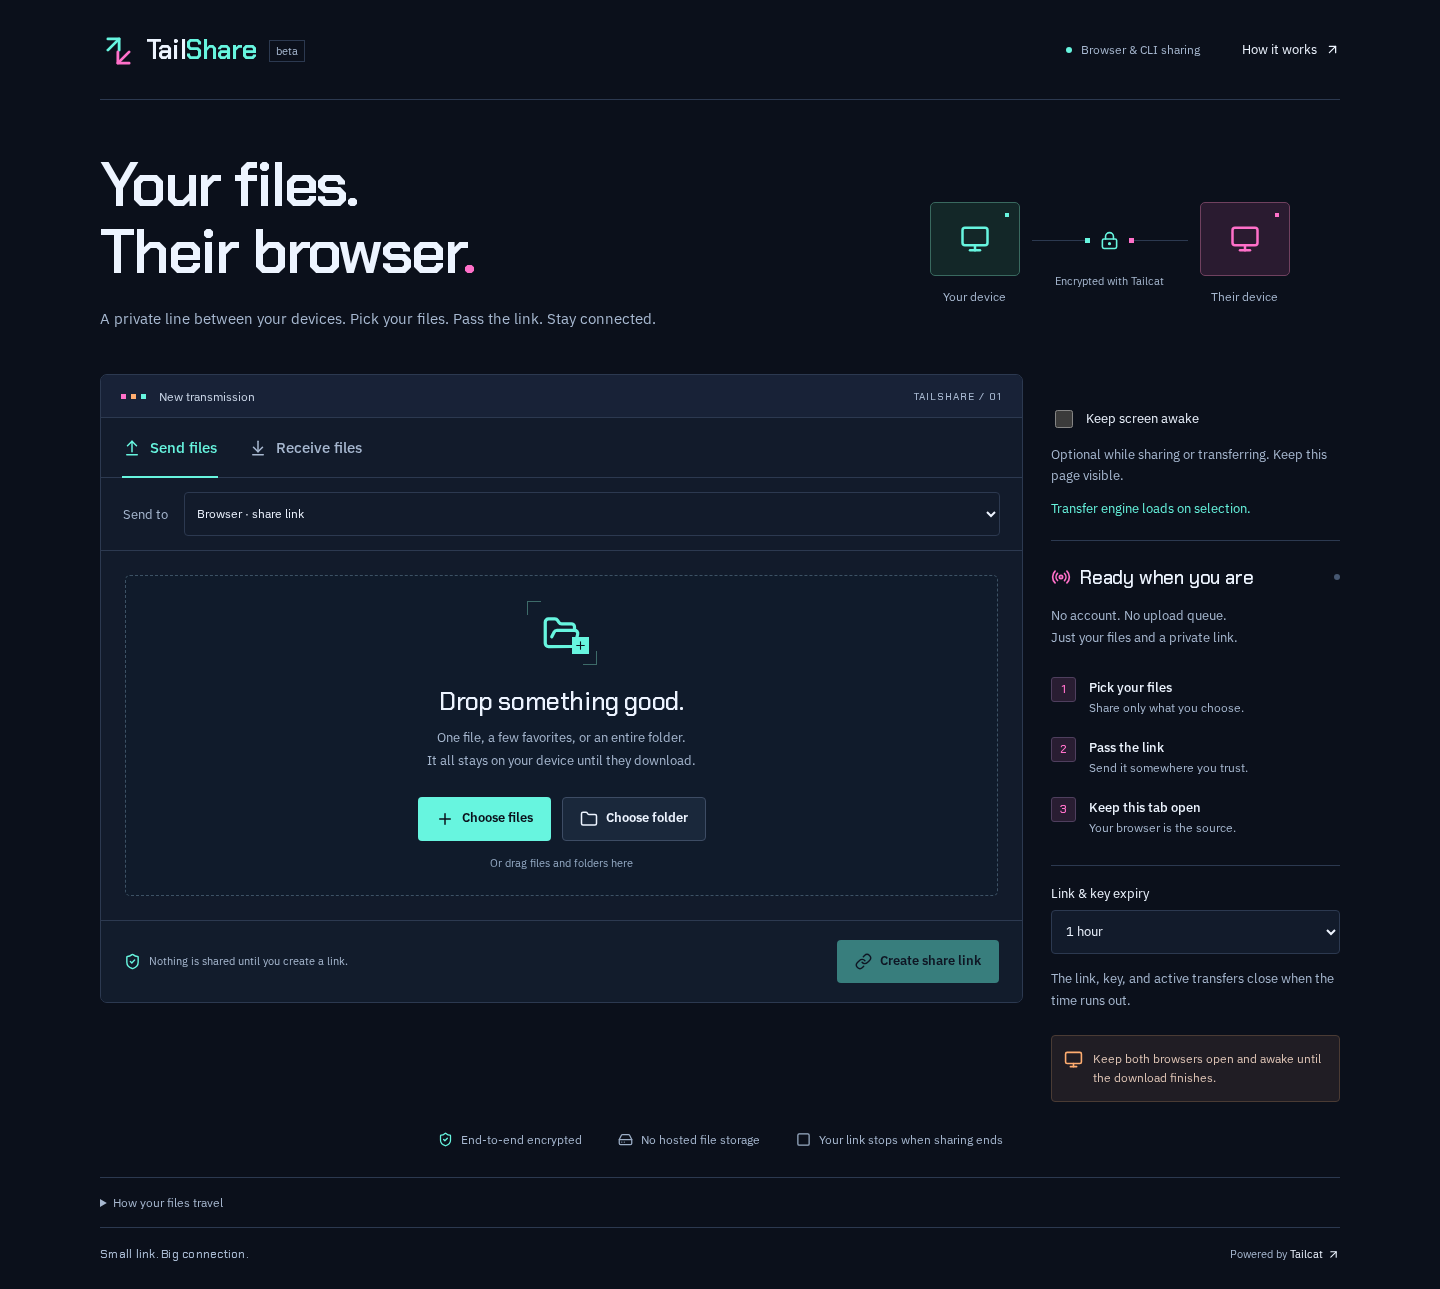 TailShare beta
Browser & CLI sharing
How it works
Your files.
Their browser.
A private line between your devices. Pick your files. Pass the link. Stay connected.
Encrypted with Tailcat
Your device
Their device
New transmission
TAILSHARE / 01
Send files
Receive files
Send to
Browser · share link
Drop something good.
One file, a few favorites, or an entire folder.
It all stays on your device until they download.
Choose files
Choose folder
Or drag files and folders here
Nothing is shared until you create a link.
Create share link
Keep screen awake
Optional while sharing or transferring. Keep this
page visible.
Transfer engine loads on selection.
Ready when you are
No account. No upload queue.
Just your files and a private link.
1
Pick your files
Share only what you choose.
2
Pass the link
Send it somewhere you trust.
3
Keep this tab open
Your browser is the source.
Link & key expiry
1 hour
The link, key, and active transfers close when the
time runs out.
Keep both browsers open and awake until
the download finishes.
End-to-end encrypted
No hosted file storage
Your link stops when sharing ends
How your files travel
Small link. Big connection.
Powered by Tailcat